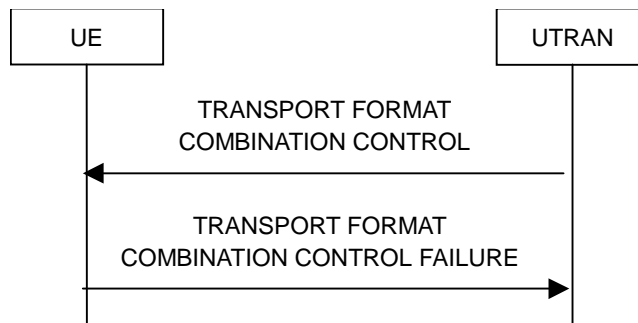 UE
UTRAN
TRANSPORT FORMAT
COMBINATION CONTROL
TRANSPORT FORMAT
COMBINATION CONTROL FAILURE